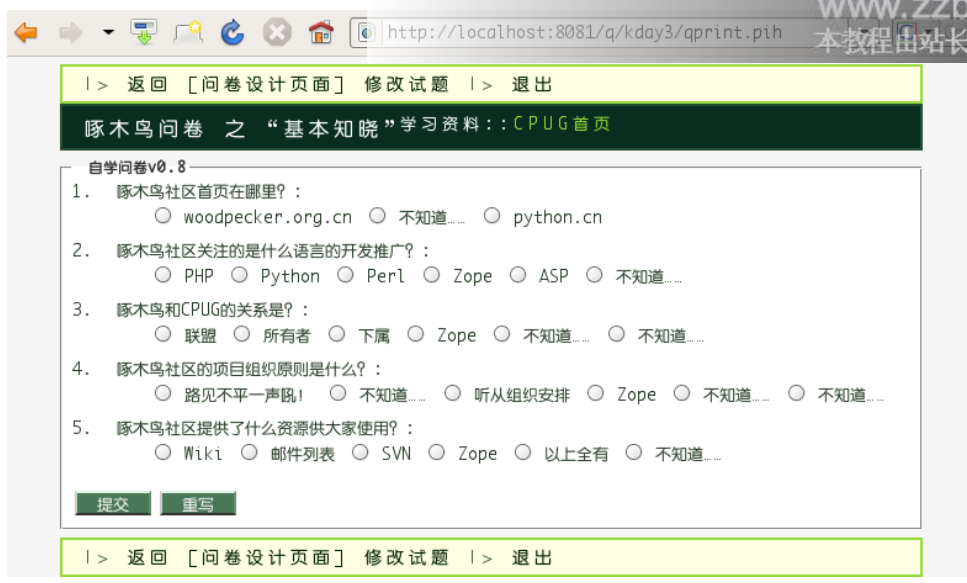 www.zzb
http://localhost:8081/q/kday3/qprint.pih
本教程由站长
|> 返回 [问卷设计页面] 修改试题 |> 退出
啄木鸟问卷 之 “基本知晓”学习资料::CPUG首页
自学问卷v0.8
1. 啄木鸟社区首页在哪里?:
woodpecker.org.cn 不知道…… python.cn
2. 啄木鸟社区关注的是什么语言的开发推广?:
PHP Python Perl Zope ASP 不知道……
3. 啄木鸟和CPUG的关系是?:
联盟 所有者 下属 Zope 不知道…… 不知道……
4. 啄木鸟社区的项目组织原则是什么?:
路见不平一声吼! 不知道…… 听从组织安排 Zope 不知道…… 不知道……
5. 啄木鸟社区提供了什么资源供大家使用?:
Wiki 邮件列表 SVN Zope 以上全有 不知道……
提交 重写
|> 返回 [问卷设计页面] 修改试题 |> 退出